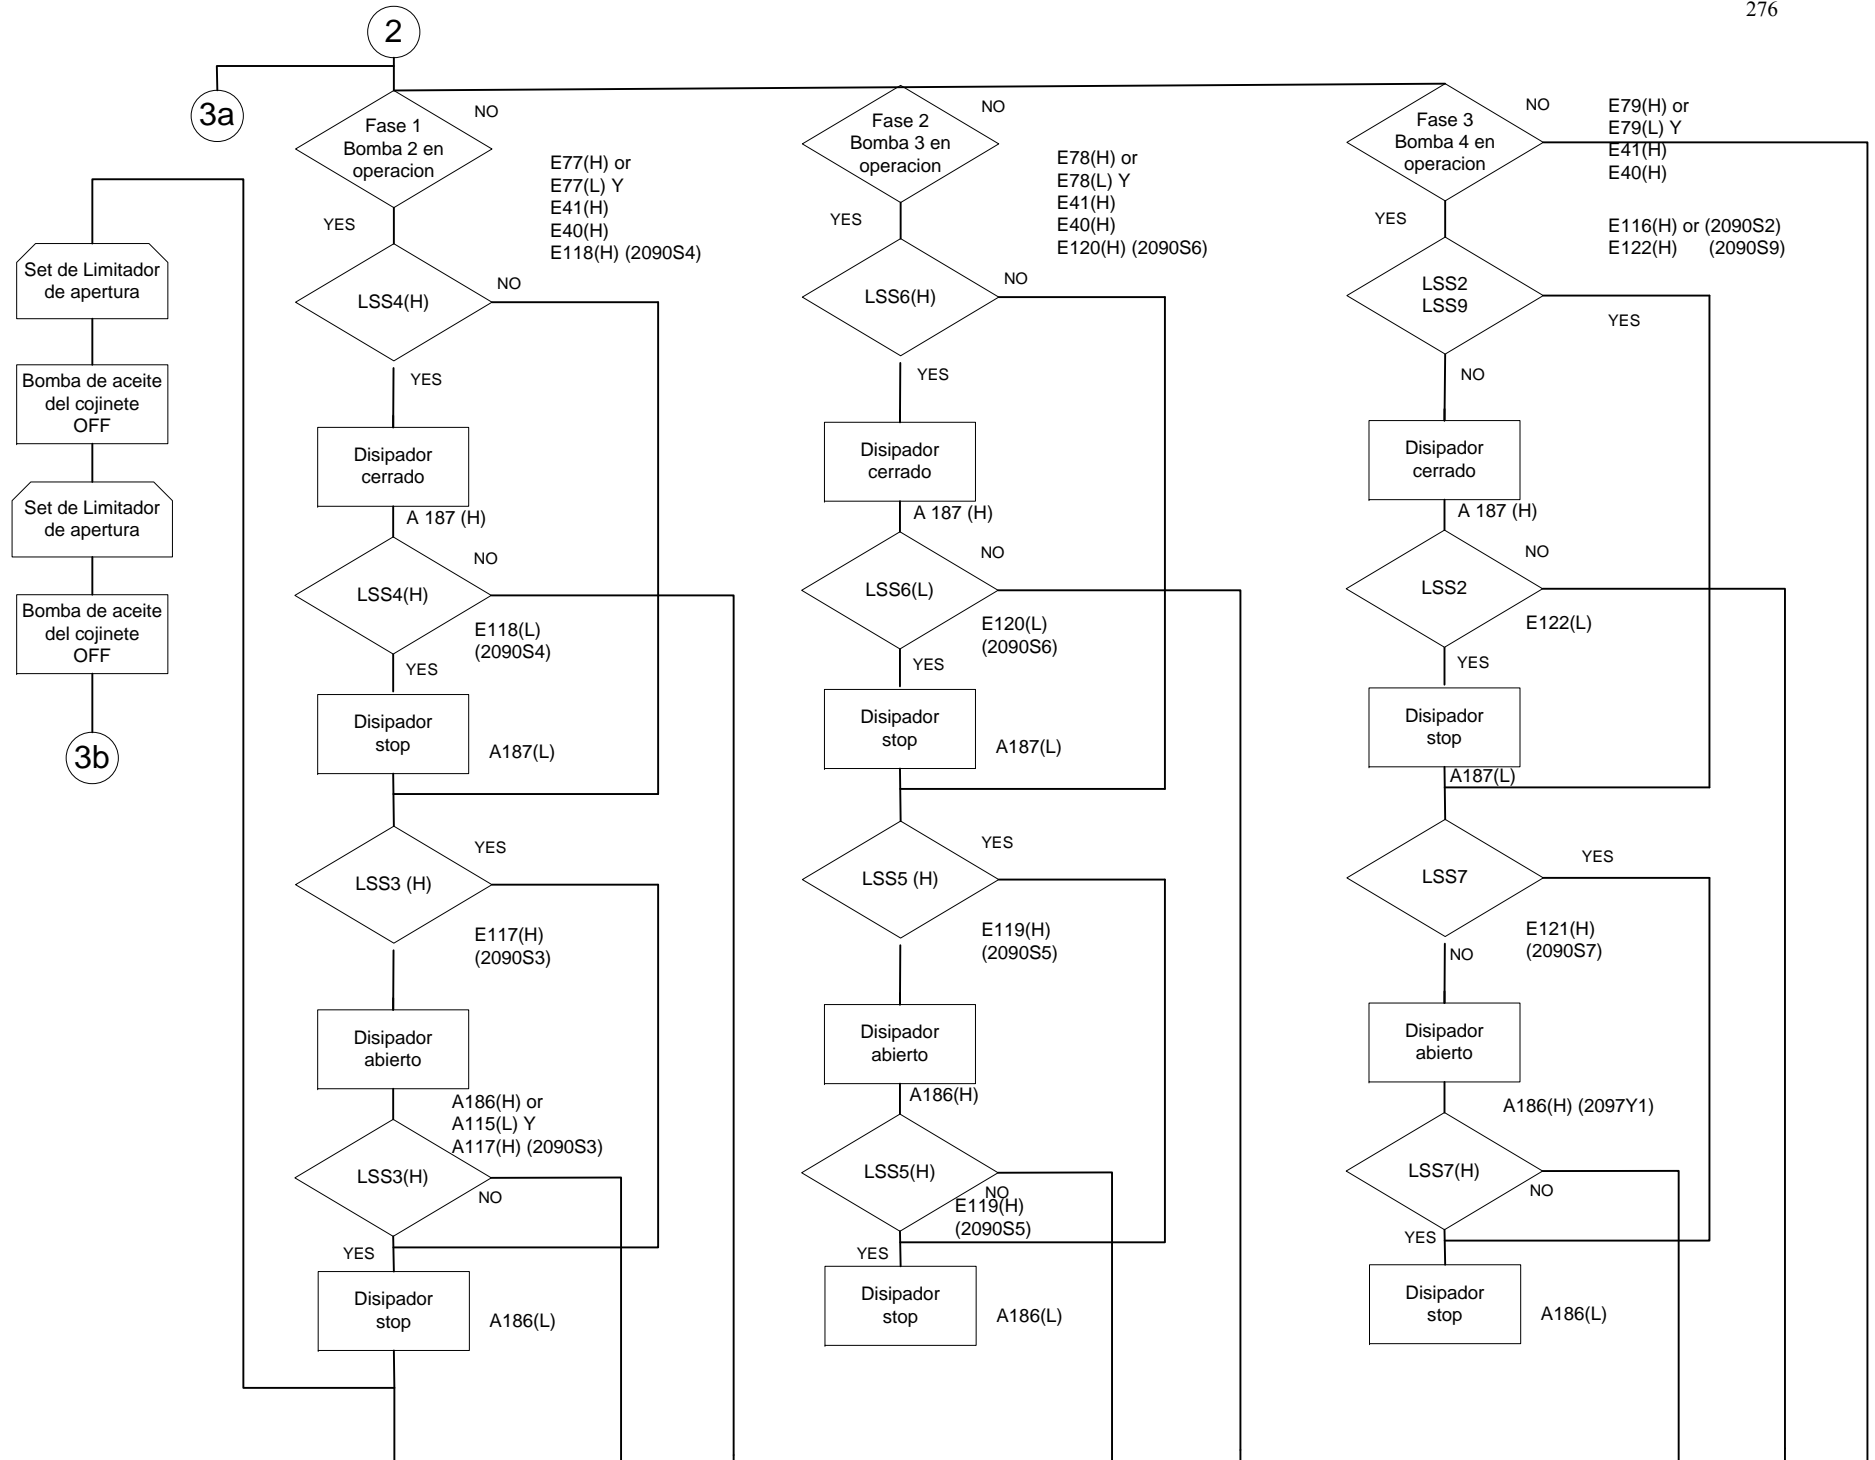 276
2
3a
Set de Limitador
de apertura
Bomba de aceite
del cojinete
OFF
Set de Limitador
de apertura
Bomba de aceite
del cojinete
OFF
3b
Fase 1
Bomba 2 en
operacion
NO
YES
E77(H) or
E77(L) Y
E41(H)
E40(H)
E118(H) (2090S4)
LSS4(H)
NO
YES
Disipador
cerrado
A 187 (H)
LSS4(H)
NO
E118(L)
(2090S4)
YES
Disipador
stop
A187(L)
LSS3 (H)
YES
E117(H)
(2090S3)
Disipador
abierto
A186(H) or
A115(L) Y
A117(H) (2090S3)
LSS3(H)
NO
YES
Disipador
stop
A186(L)
Fase 2
Bomba 3 en
operacion
NO
YES
E78(H) or
E78(L) Y
E41(H)
E40(H)
E120(H) (2090S6)
LSS6(H)
NO
YES
Disipador
cerrado
A 187 (H)
LSS6(L)
NO
E120(L)
(2090S6)
YES
Disipador
stop
A187(L)
LSS5 (H)
YES
E119(H)
(2090S5)
Disipador
abierto
A186(H)
LSS5(H)
NO
E119(H)
(2090S5)
YES
Disipador
stop
A186(L)
Fase 3
Bomba 4 en
operacion
NO
YES
E79(H) or
E79(L) Y
E41(H)
E40(H)
E116(H) or (2090S2)
E122(H) (2090S9)
LSS2
LSS9
YES
NO
Disipador
cerrado
A 187 (H)
LSS2
NO
E122(L)
YES
Disipador
stop
A187(L)
LSS7
YES
E121(H)
(2090S7)
NO
Disipador
abierto
A186(H) (2097Y1)
LSS7(H)
NO
YES
Disipador
stop
A186(L)